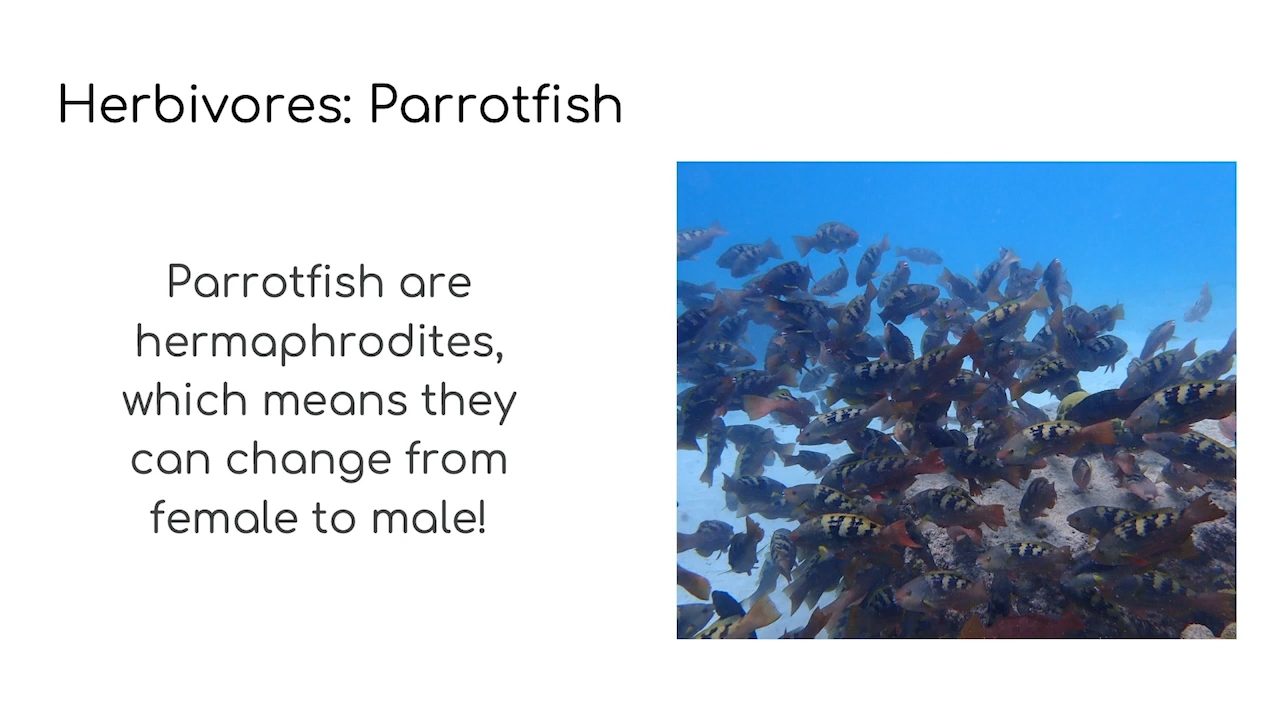 Herbivores: Parrotfish
Parrotfish are
hermaphrodites,
which means they
can change from
female to male!